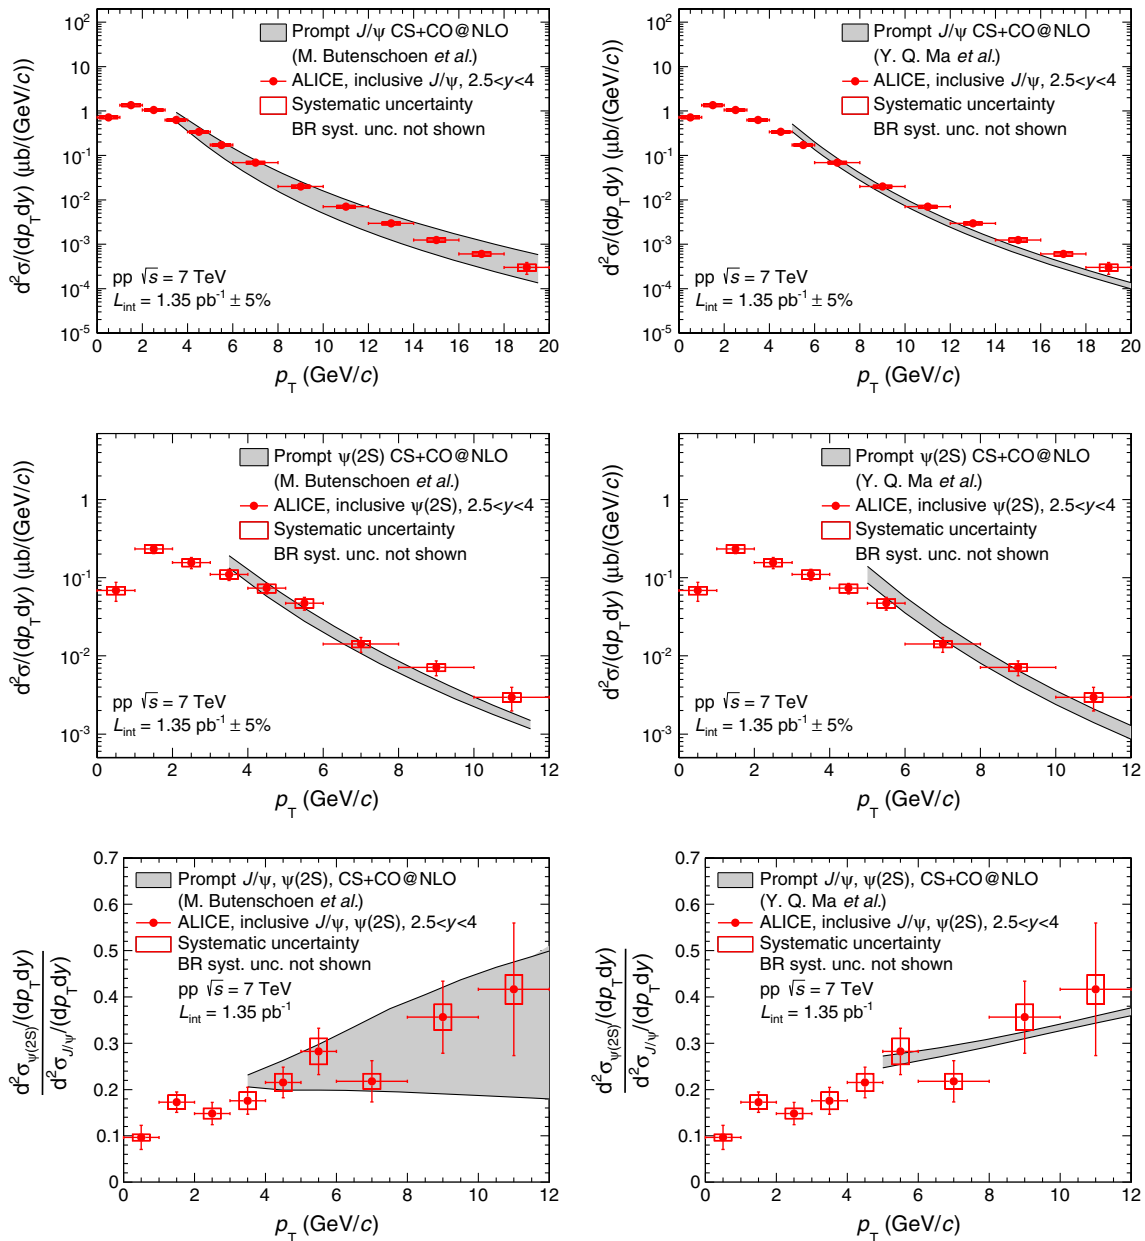 10²
10
1
10⁻¹
10⁻²
10⁻³
10⁻⁴
10⁻⁵
d²σ/(dp_T dy) (μb/(GeV/c))
Prompt J/ψ CS+CO@NLO
(M. Butenschoen et al.)
ALICE, inclusive J/ψ, 2.5<y<4
Systematic uncertainty
BR syst. unc. not shown
pp √s = 7 TeV
L_int = 1.35 pb⁻¹ ± 5%
0 2 4 6 8 10 12 14 16 18 20
p_T (GeV/c)
10²
10
1
10⁻¹
10⁻²
10⁻³
10⁻⁴
10⁻⁵
d²σ/(dp_T dy) (μb/(GeV/c))
Prompt J/ψ CS+CO@NLO
(Y. Q. Ma et al.)
ALICE, inclusive J/ψ, 2.5<y<4
Systematic uncertainty
BR syst. unc. not shown
pp √s = 7 TeV
L_int = 1.35 pb⁻¹ ± 5%
0 2 4 6 8 10 12 14 16 18 20
p_T (GeV/c)
1
10⁻¹
10⁻²
10⁻³
d²σ/(dp_T dy) (μb/(GeV/c))
Prompt ψ(2S) CS+CO@NLO
(M. Butenschoen et al.)
ALICE, inclusive ψ(2S), 2.5<y<4
Systematic uncertainty
BR syst. unc. not shown
pp √s = 7 TeV
L_int = 1.35 pb⁻¹ ± 5%
0 2 4 6 8 10 12
p_T (GeV/c)
1
10⁻¹
10⁻²
10⁻³
d²σ/(dp_T dy) (μb/(GeV/c))
Prompt ψ(2S) CS+CO@NLO
(Y. Q. Ma et al.)
ALICE, inclusive ψ(2S), 2.5<y<4
Systematic uncertainty
BR syst. unc. not shown
pp √s = 7 TeV
L_int = 1.35 pb⁻¹ ± 5%
0 2 4 6 8 10 12
p_T (GeV/c)
0.7
0.6
0.5
0.4
0.3
0.2
0.1
0
d²σ_ψ(2S)/(dp_T dy)
d²σ_J/ψ/(dp_T dy)
Prompt J/ψ, ψ(2S), CS+CO@NLO
(M. Butenschoen et al.)
ALICE, inclusive J/ψ, ψ(2S), 2.5<y<4
Systematic uncertainty
BR syst. unc. not shown
pp √s = 7 TeV
L_int = 1.35 pb⁻¹
0 2 4 6 8 10 12
p_T (GeV/c)
0.7
0.6
0.5
0.4
0.3
0.2
0.1
0
d²σ_ψ(2S)/(dp_T dy)
d²σ_J/ψ/(dp_T dy)
Prompt J/ψ, ψ(2S), CS+CO@NLO
(Y. Q. Ma et al.)
ALICE, inclusive J/ψ, ψ(2S), 2.5<y<4
Systematic uncertainty
BR syst. unc. not shown
pp √s = 7 TeV
L_int = 1.35 pb⁻¹
0 2 4 6 8 10 12
p_T (GeV/c)